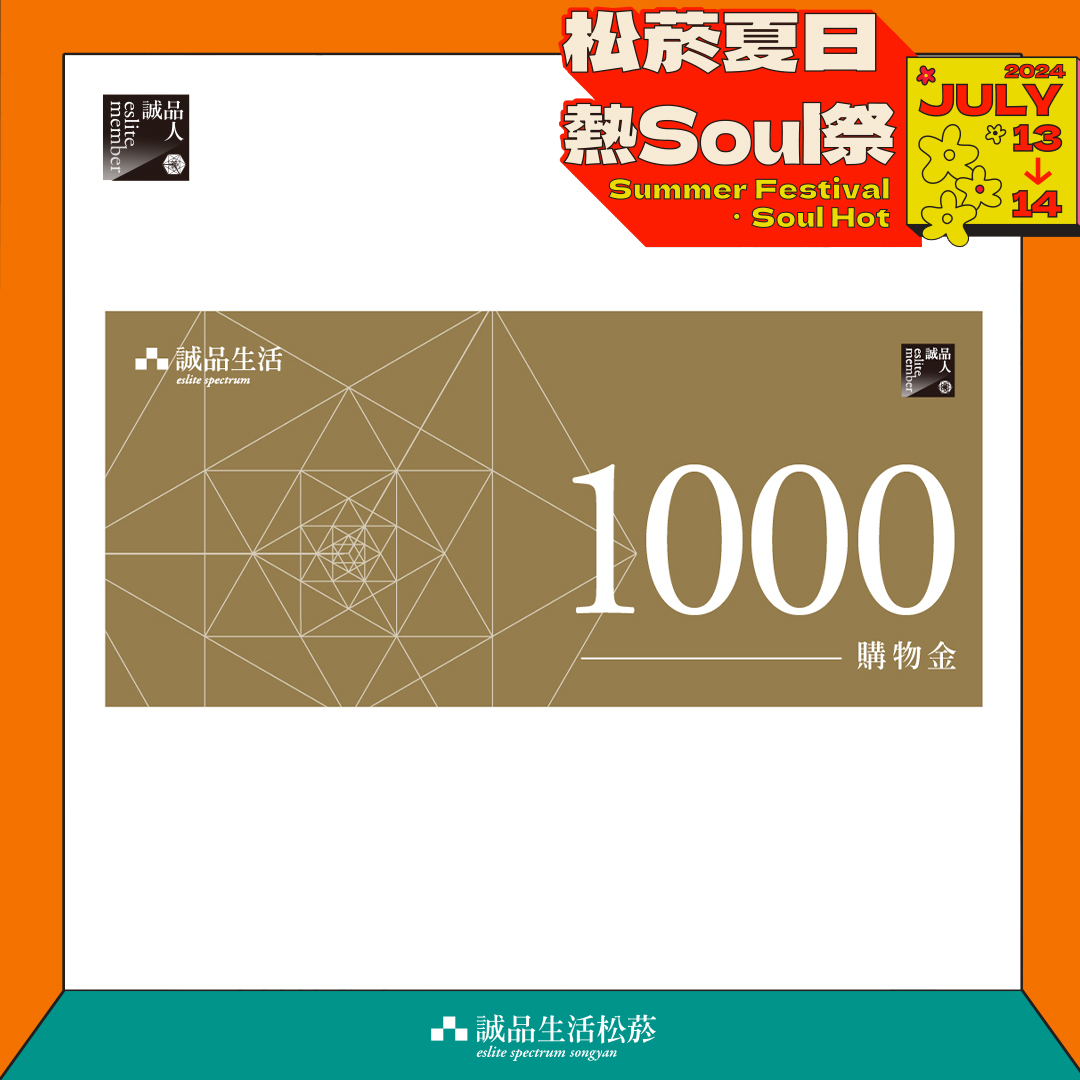 松菸夏日
熱Soul祭
Summer Festival
· Soul Hot
2024
JULY
13
14
誠品人
eslite
member
誠品生活
eslite spectrum
誠品人
eslite
member
1000
購物金
誠品生活松菸
eslite spectrum songyan